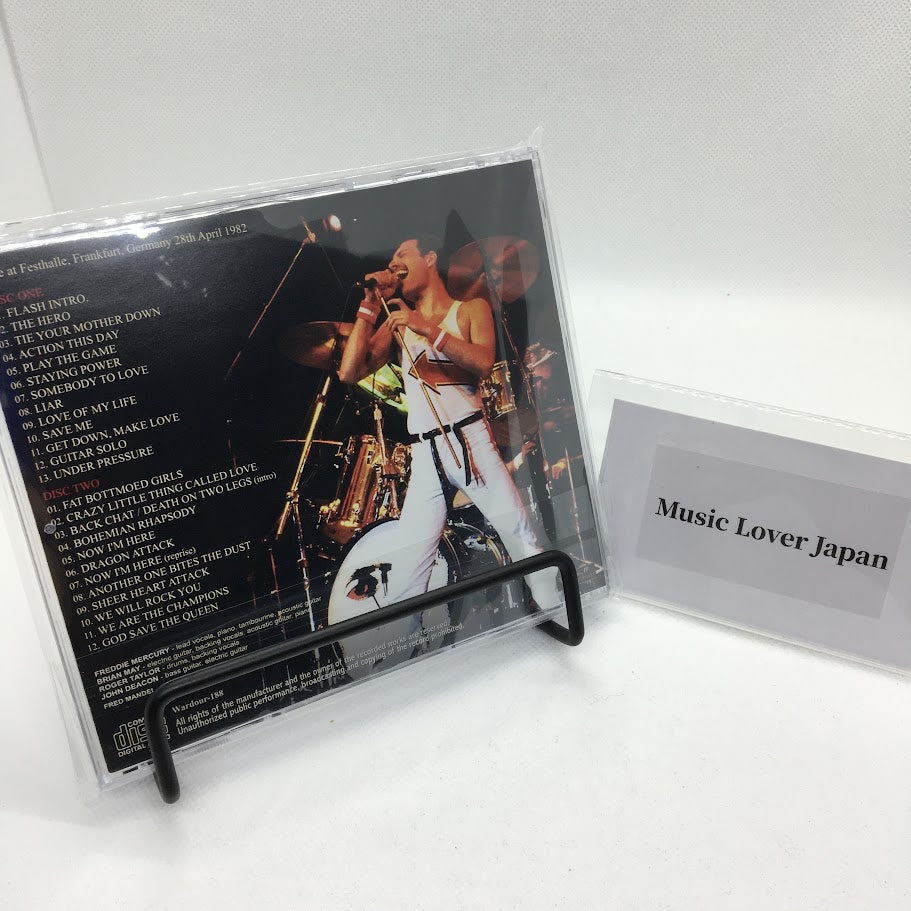 e at Festhalle, Frankfurt, Germany 28th April 1982
SC ONE
. FLASH INTRO.
2. THE HERO
03. TIE YOUR MOTHER DOWN
04. ACTION THIS DAY
05. PLAY THE GAME
06. STAYING POWER
07. SOMEBODY TO LOVE
08. LIAR
09. LOVE OF MY LIFE
10. SAVE ME
11. GET DOWN, MAKE LOVE
12. GUITAR SOLO
13. UNDER PRESSURE
DISC TWO
01. FAT BOTTMOED GIRLS
02. CRAZY LITTLE THING CALLED LOVE
03. BACK CHAT / DEATH ON TWO LEGS (intro)
04. BOHEMIAN RHAPSODY
05. NOW I'M HERE
06. DRAGON ATTACK
07. NOW I'M HERE (reprise)
08. ANOTHER ONE BITES THE DUST
09. SHEER HEART ATTACK
10. WE WILL ROCK YOU
11. WE ARE THE CHAMPIONS
12. GOD SAVE THE QUEEN
FREDDIE MERCURY - lead vocals, piano, tambourine, acoustic guitar
BRIAN MAY - electric guitar, backing vocals, acoustic guitar, piano
ROGER TAYLOR - drums, backing vocals
JOHN DEACON - bass guitar, electric guitar
FRED MANDEL
Wardour-188
All rights of the manufacturer and the owner of the recorded works are reserved.
Unauthorized public performance, broadcasting and copying of the record prohibited.
COM
disc
DIGITAL
Music Lover Japan